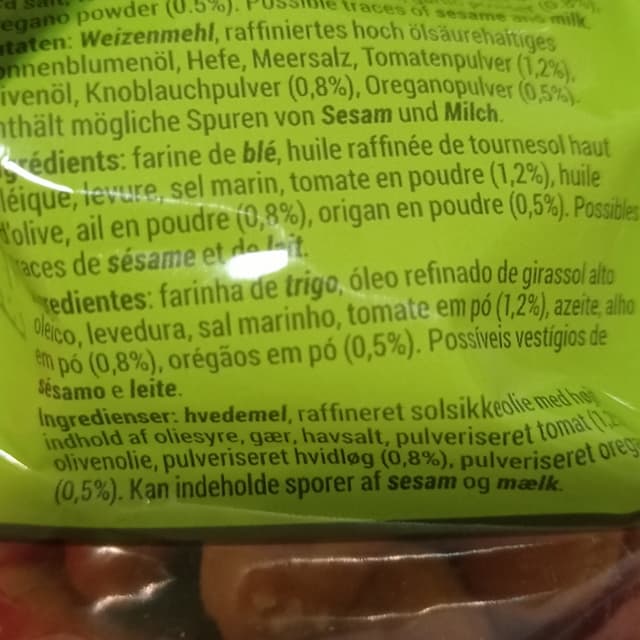 egano powder (0.5%). Possible traces of sesame and milk.
taten: Weizenmehl, raffiniertes hoch ölsäurehaltiges
onnenblumenöl, Hefe, Meersalz, Tomatenpulver (1,2%),
ivenöl, Knoblauchpulver (0,8%), Oreganopulver (0,5%).
nthält mögliche Spuren von Sesam und Milch.
grédients: farine de blé, huile raffinée de tournesol haut
léique, levure, sel marin, tomate en poudre (1,2%), huile
d'olive, ail en poudre (0,8%), origan en poudre (0,5%). Possibles
aces de sésame et de lait.
redientes: farinha de trigo, óleo refinado de girassol alto
oleico, levedura, sal marinho, tomate em pó (1,2%), azeite, alho
em pó (0,8%), orégãos em pó (0,5%). Possíveis vestígios de
sésamo e leite.
Ingredienser: hvedemel, raffineret solsikkeolie med højt
indhold af oliesyre, gær, havsalt, pulveriseret tomat (1,2
olivenolie, pulveriseret hvidløg (0,8%), pulveriseret oreg
(0,5%). Kan indeholde sporer af sesam og mælk.